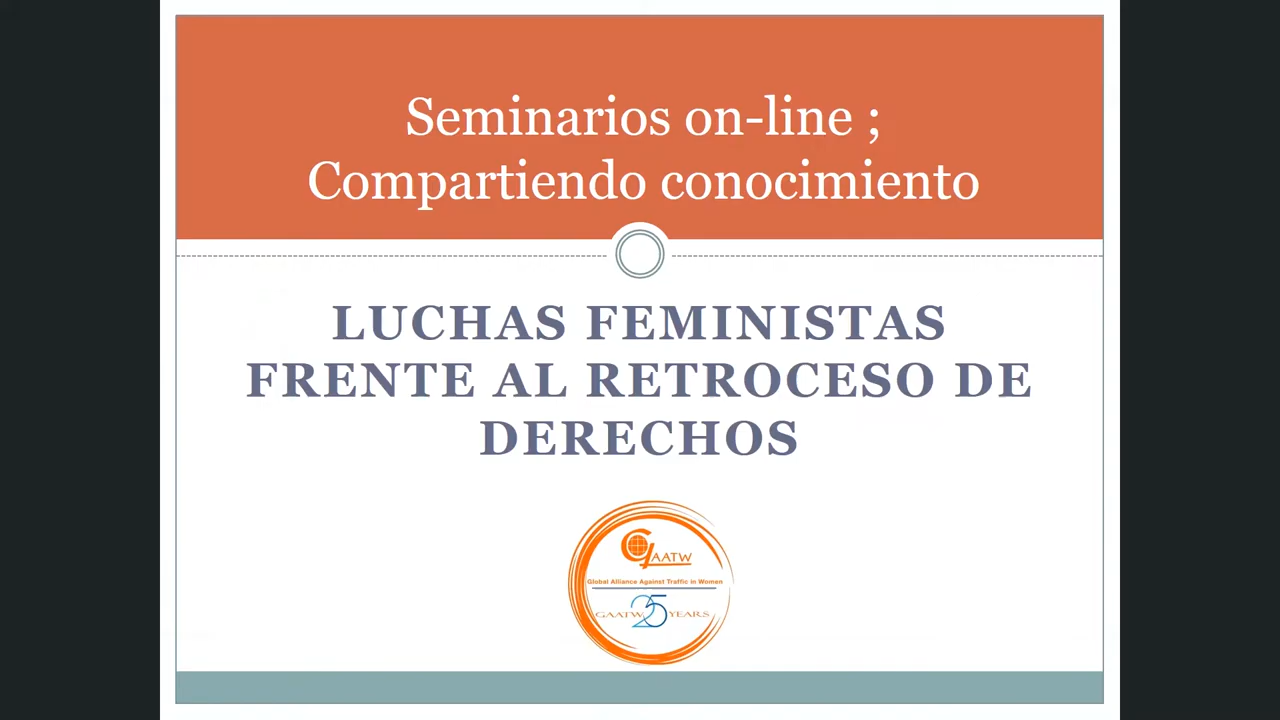 Seminarios on-line ;
Compartiendo conocimiento
LUCHAS FEMINISTAS
FRENTE AL RETROCESO DE
DERECHOS
GAATW
Global Alliance Against Traffic in Women
GAATW 25 YEARS